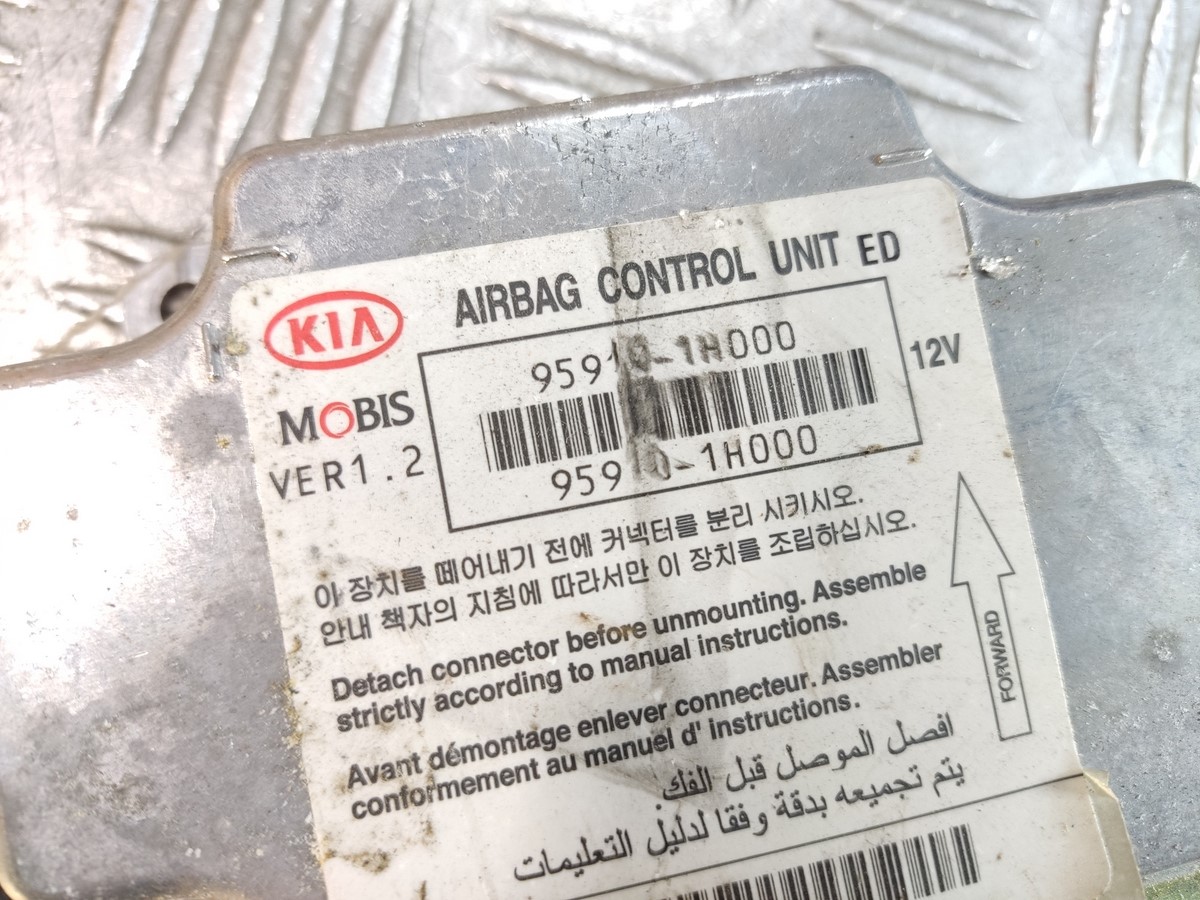 KIA
AIRBAG CONTROL UNIT ED
95910-1H000
12V
MOBIS
VER1.2
95910-1H000
이 장치를 떼어내기 전에 커넥터를 분리 시키시오.
안내 책자의 지침에 따라서만 이 장치를 조립하십시오.
Detach connector before unmounting. Assemble
strictly according to manual instructions.
FORWARD
Avant démontage enlever connecteur. Assembler
conformement au manuel d' instructions.
افصل الموصل قبل الفك.
يتم تجميعه بدقة وفقا لدليل التعليمات